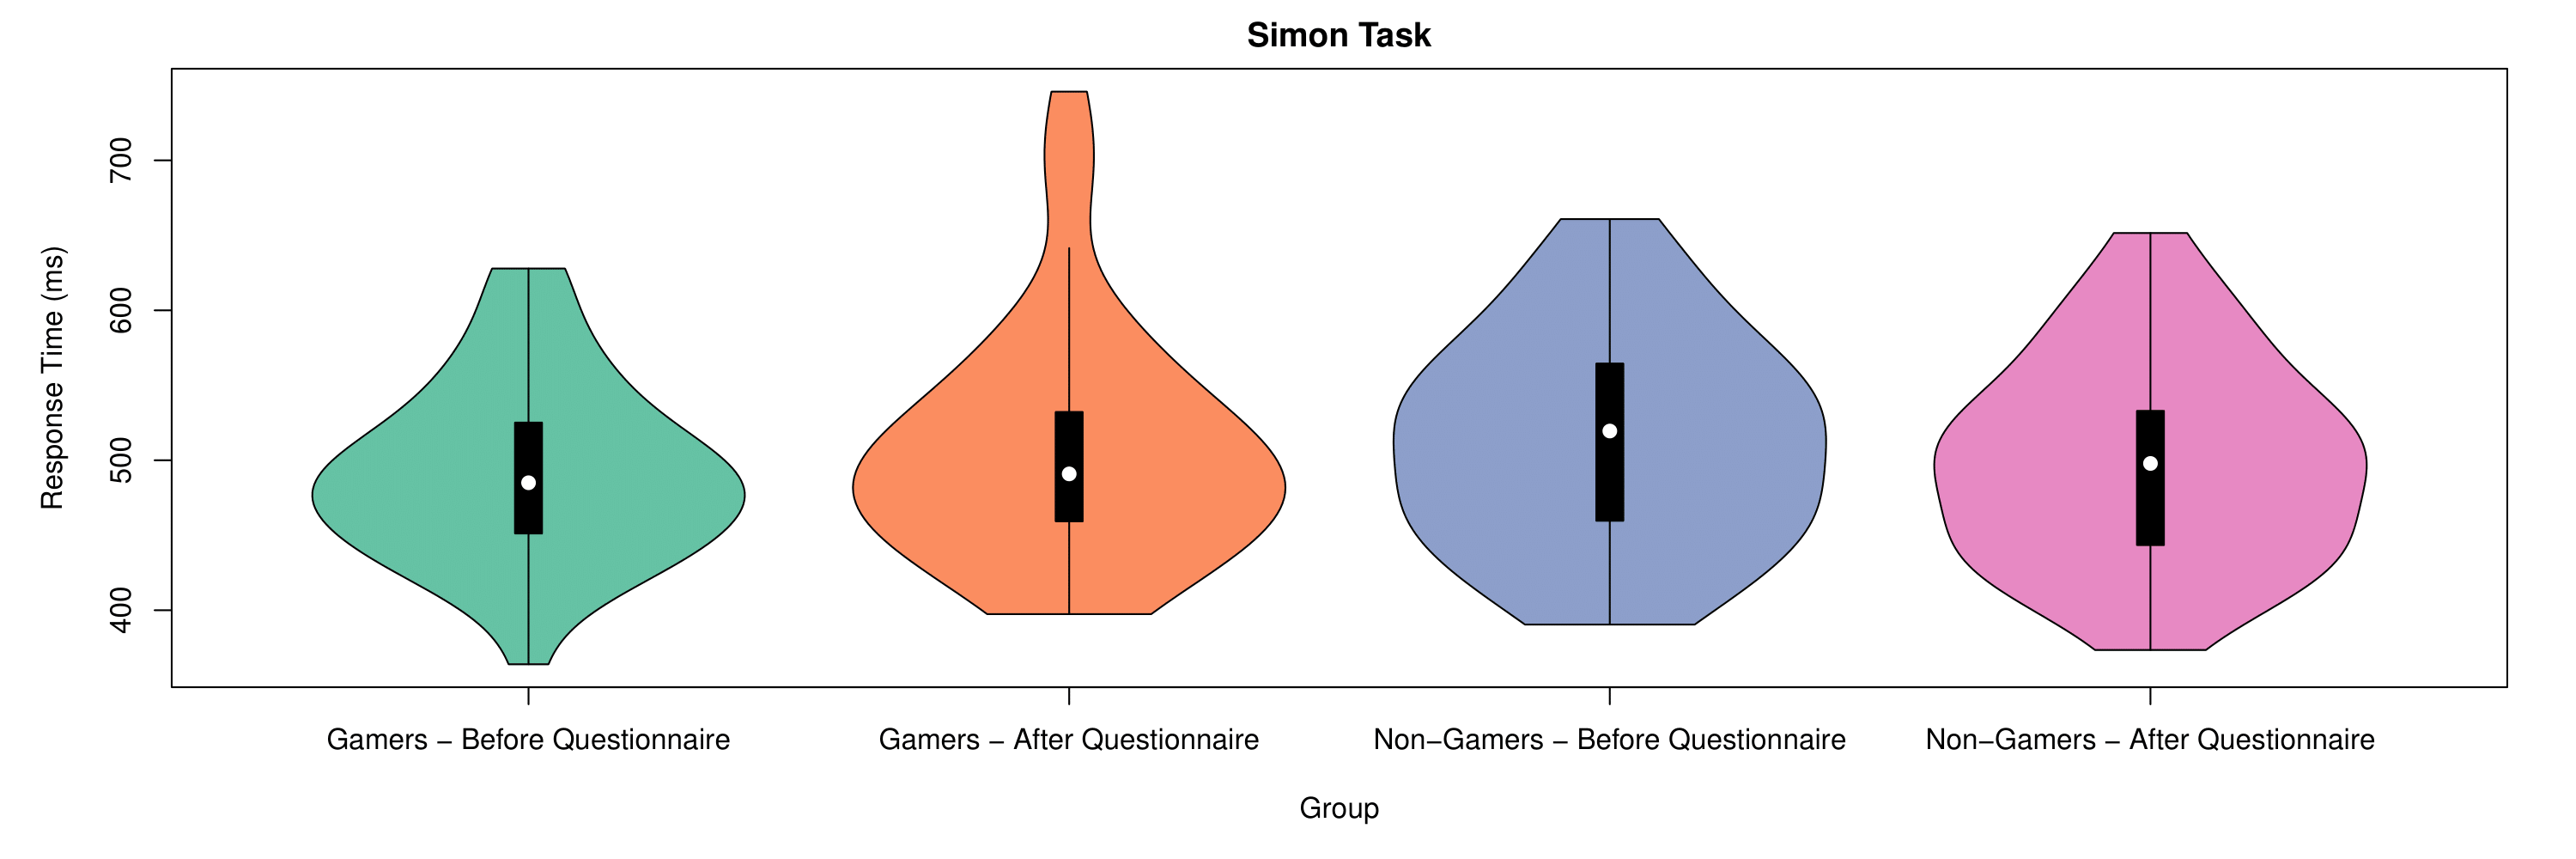 Simon Task
Response Time (ms)
700
600
500
400
Gamers − Before Questionnaire
Gamers − After Questionnaire
Non−Gamers − Before Questionnaire
Non−Gamers − After Questionnaire
Group